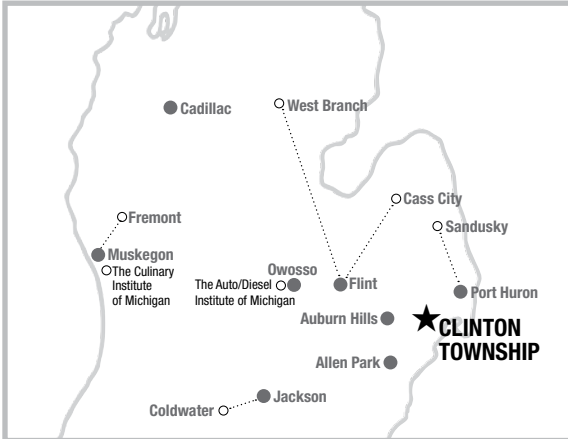 West Branch
Cadillac
Cass City
Fremont
Sandusky
Muskegon
The Culinary
Institute
of Michigan
Owosso
The Auto/Diesel
Institute of Michigan
Flint
Port Huron
Auburn Hills
CLINTON
TOWNSHIP
Allen Park
Jackson
Coldwater